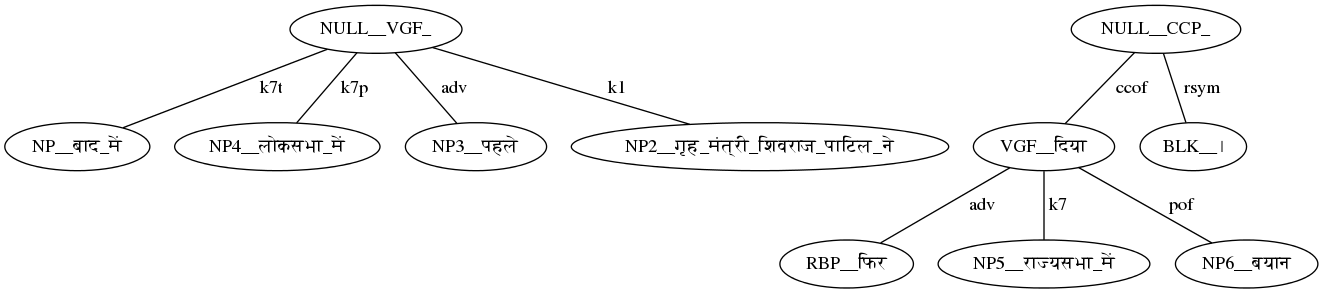 NULL__VGF_ NULL__CCP_
k7t k7p adv k1 ccof rsym
NP__बाद_में NP4__लोकसभा_में NP3__पहले NP2__गृह_मंत्री_शिवराज_पाटिल_ने VGF__दिया BLK__।
adv k7 pof
RBP__फिर NP5__राज्यसभा_में NP6__बयान